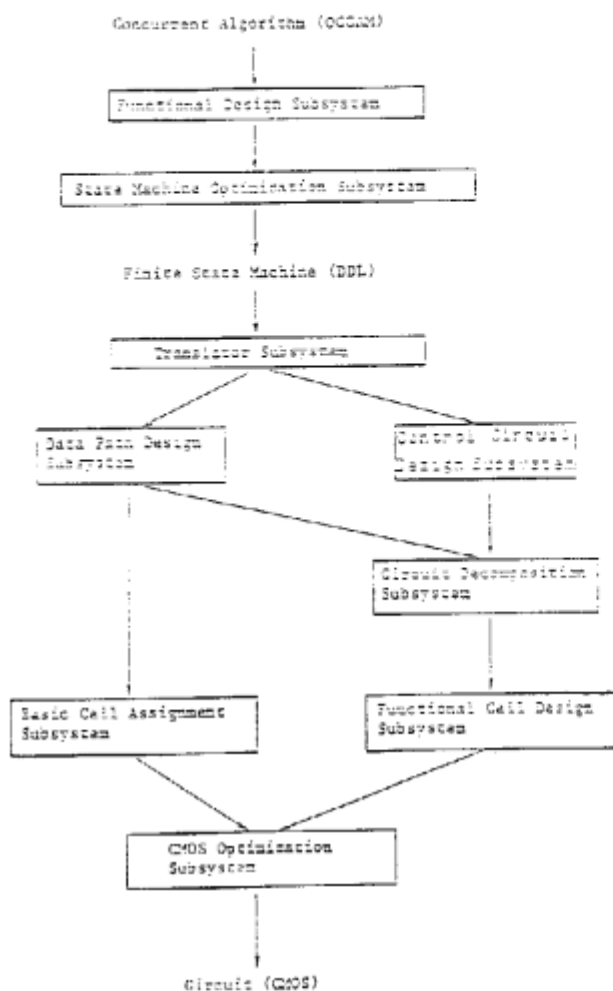 Concurrent Algorithm (OCCAM)
Functional Design Subsystem
State Machine Optimisation Subsystem
Finite State Machine (DDL)
Translator Subsystem
Data Path Design
Subsystem
Control Circuit
Design Subsystem
Circuit Decomposition
Subsystem
Basic Cell Assignment
Subsystem
Functional Cell Design
Subsystem
CMOS Optimisation
Subsystem
Circuit (CMOS)